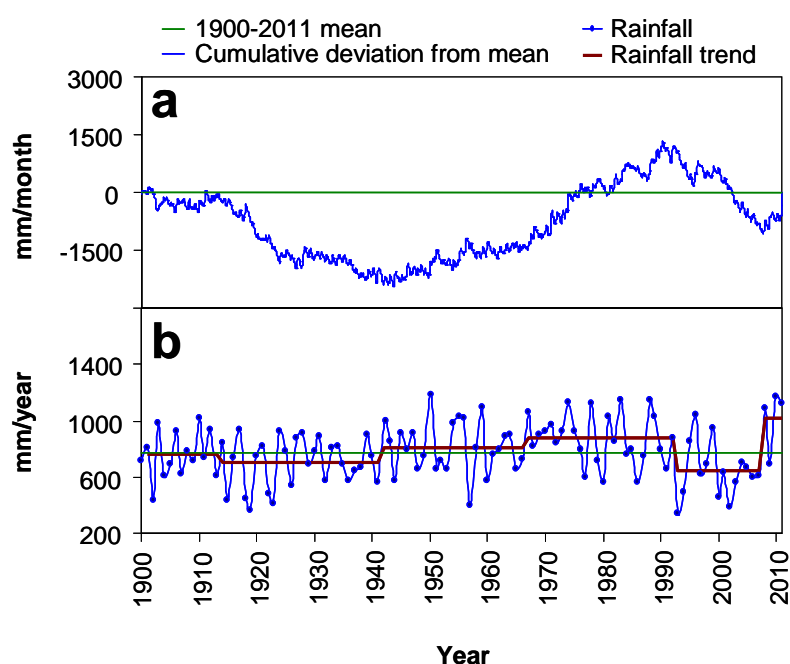 1900-2011 mean
Rainfall
Cumulative deviation from mean
Rainfall trend
3000
a
1500
mm/month
0
-1500
b
1400
1000
mm/year
600
200
1900 1910 1920 1930 1940 1950 1960 1970 1980 1990 2000 2010
Year